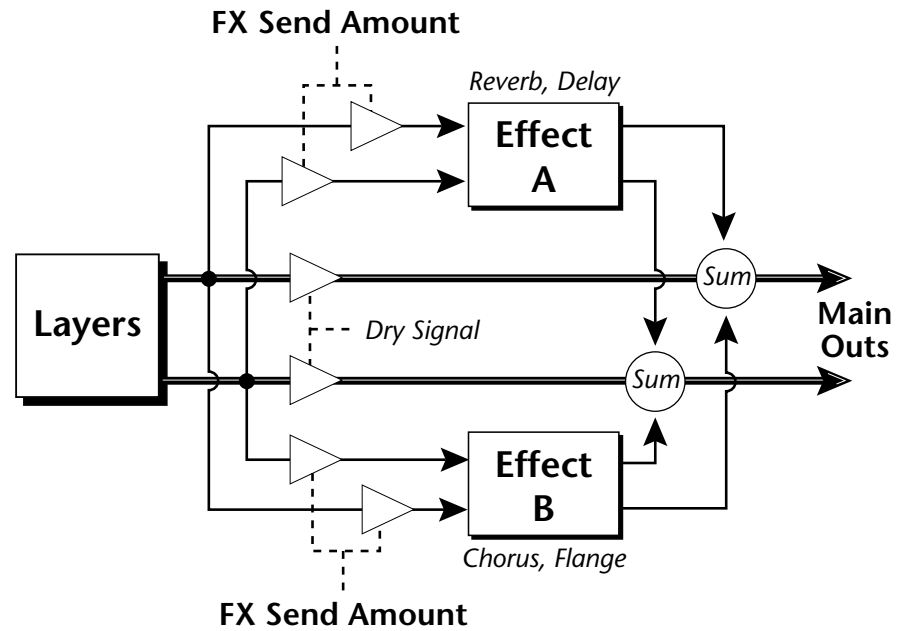 FX Send Amount
Reverb, Delay
Effect
A
Sum
Layers
Dry Signal
Main
Outs
Sum
Effect
B
Chorus, Flange
FX Send Amount